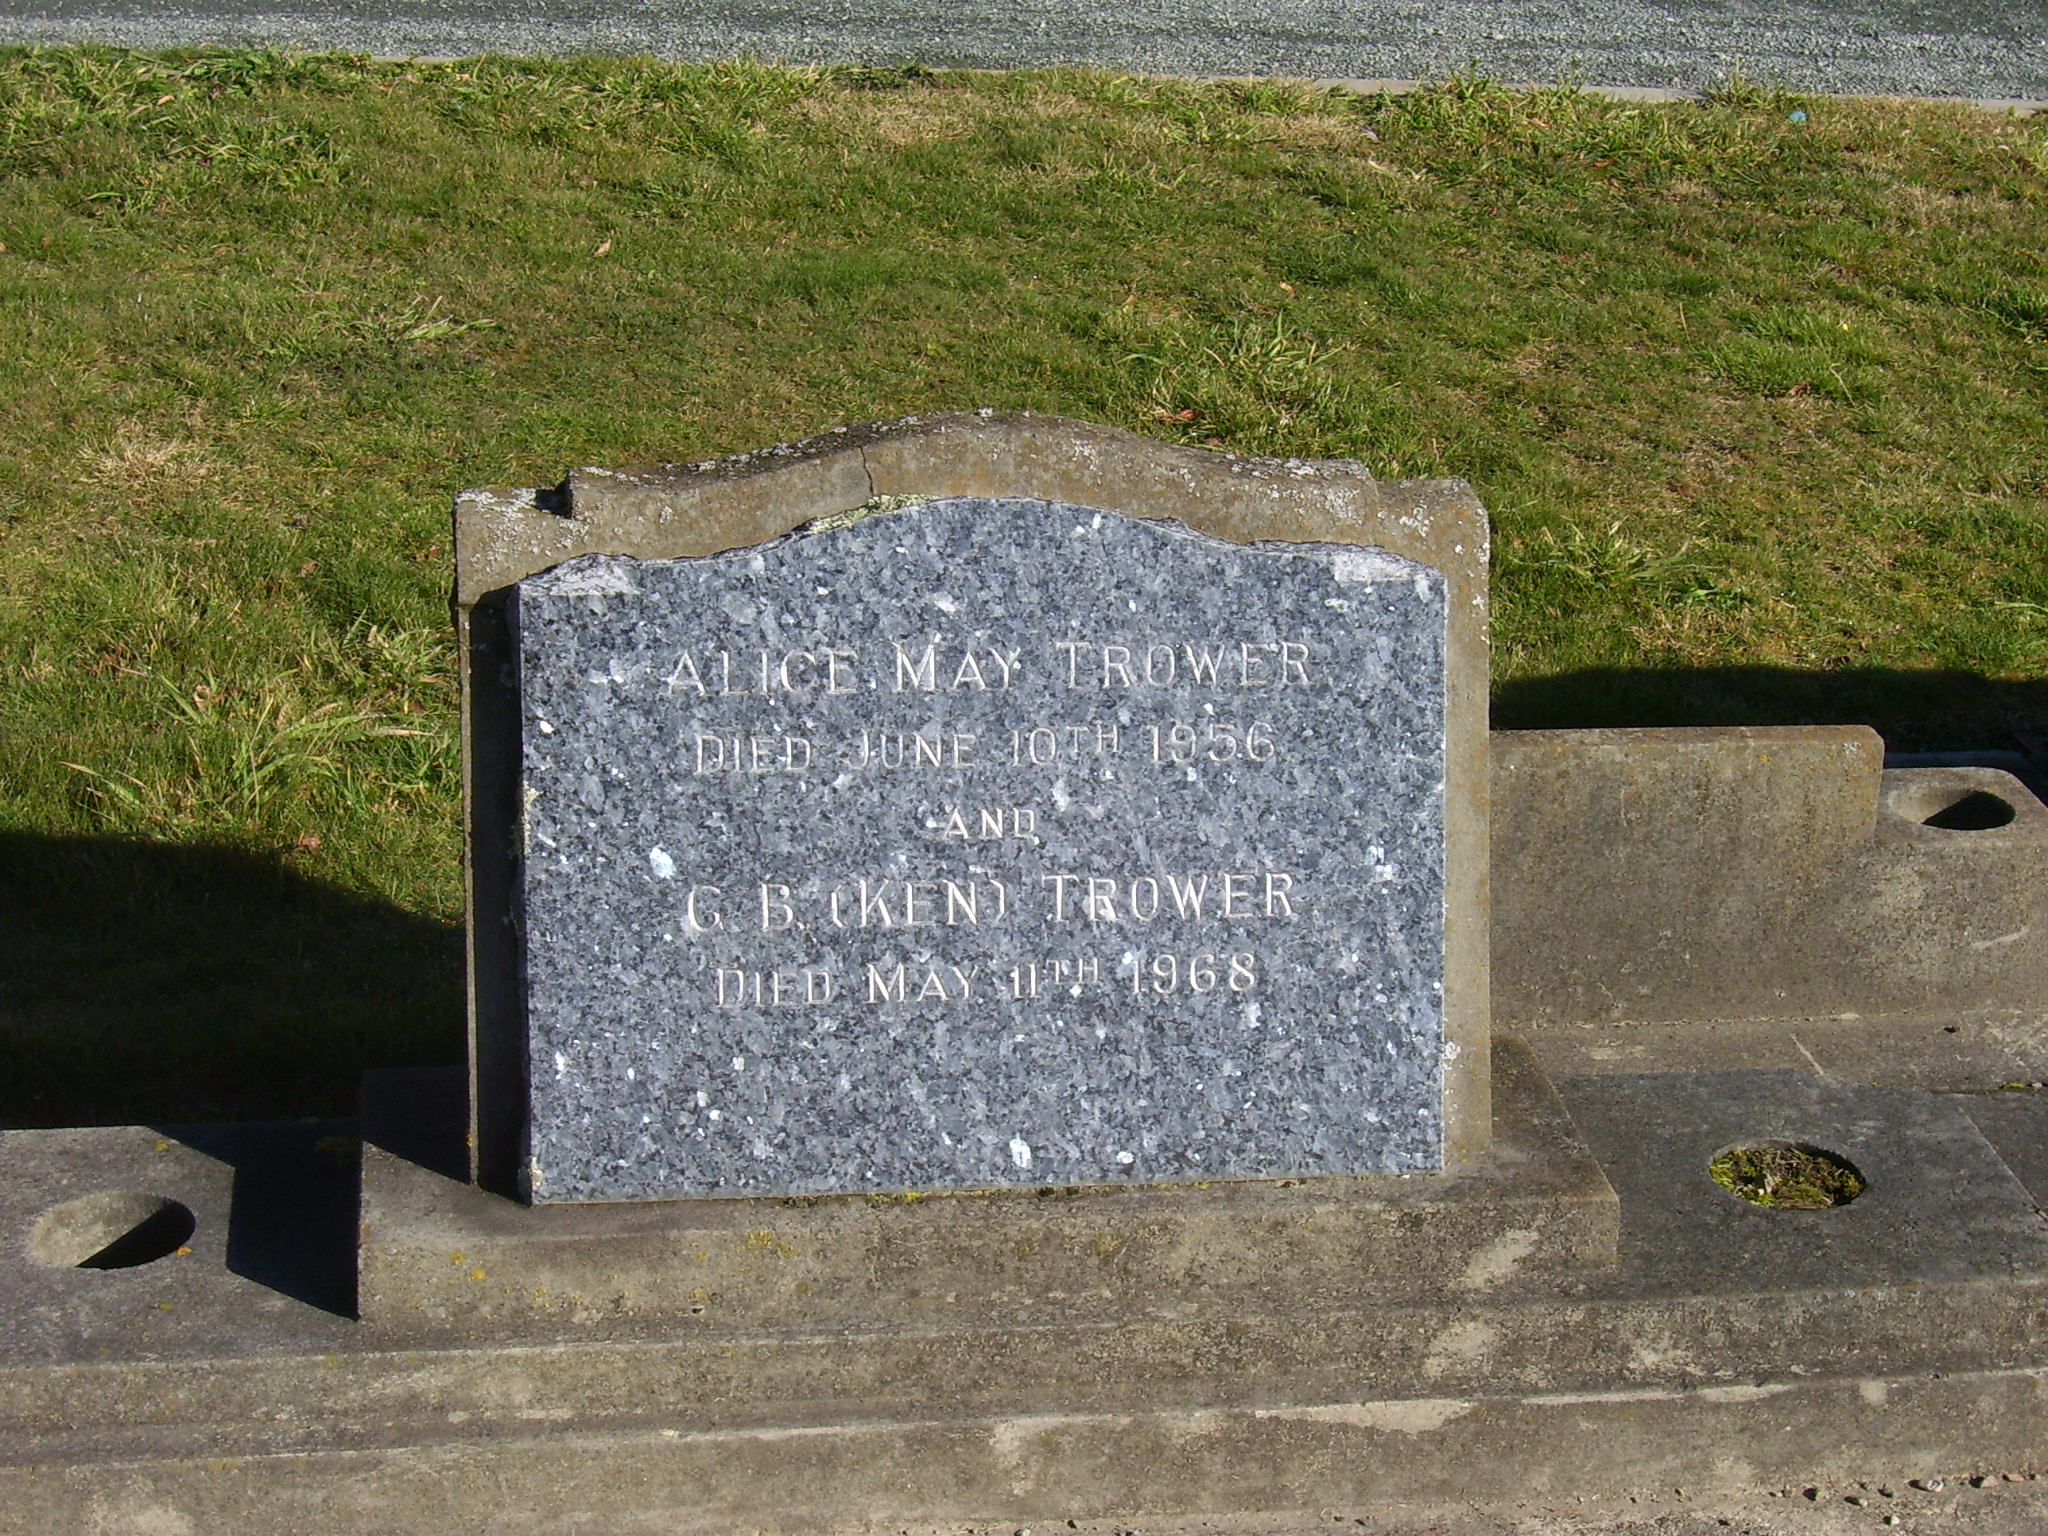 ALICE MAY TROWER
DIED JUNE 10TH 1956
AND
G. B. (KEN) TROWER
DIED MAY 11TH 1968